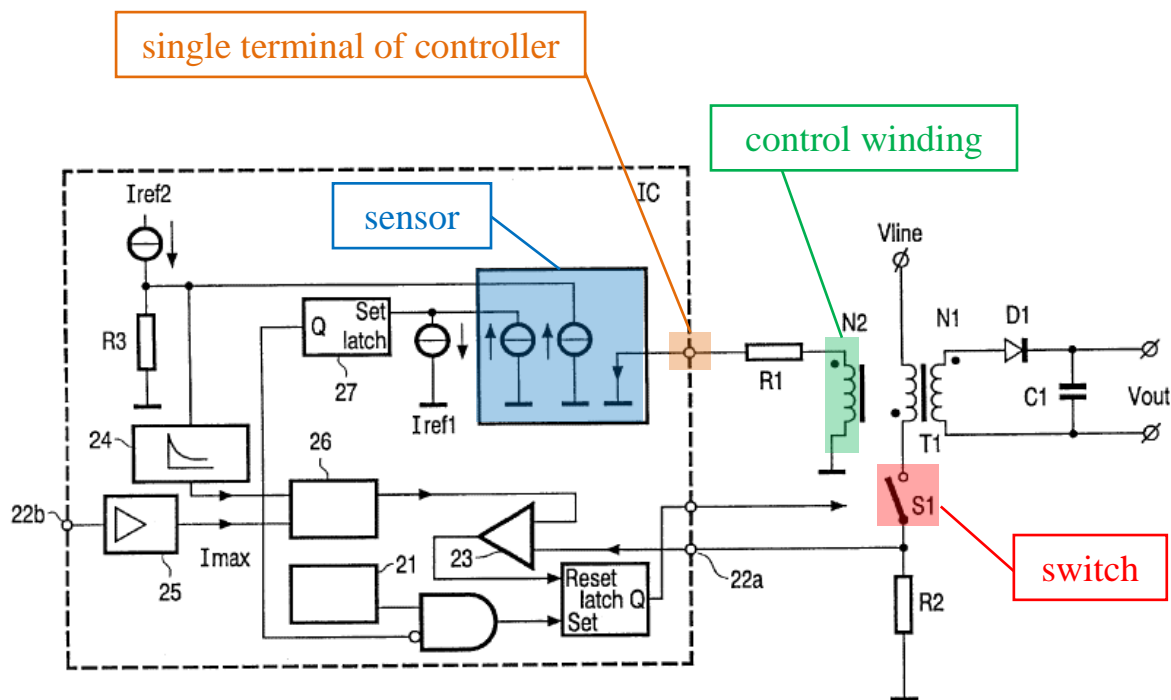 single terminal of controller
control winding
sensor
IC
Iref2
Vline
R3
Q
Set
latch
27
Iref1
R1
N2
N1
D1
C1
Vout
T1
24
26
22b
25
Imax
21
23
22a
S1
switch
Reset
latch Q
Set
R2